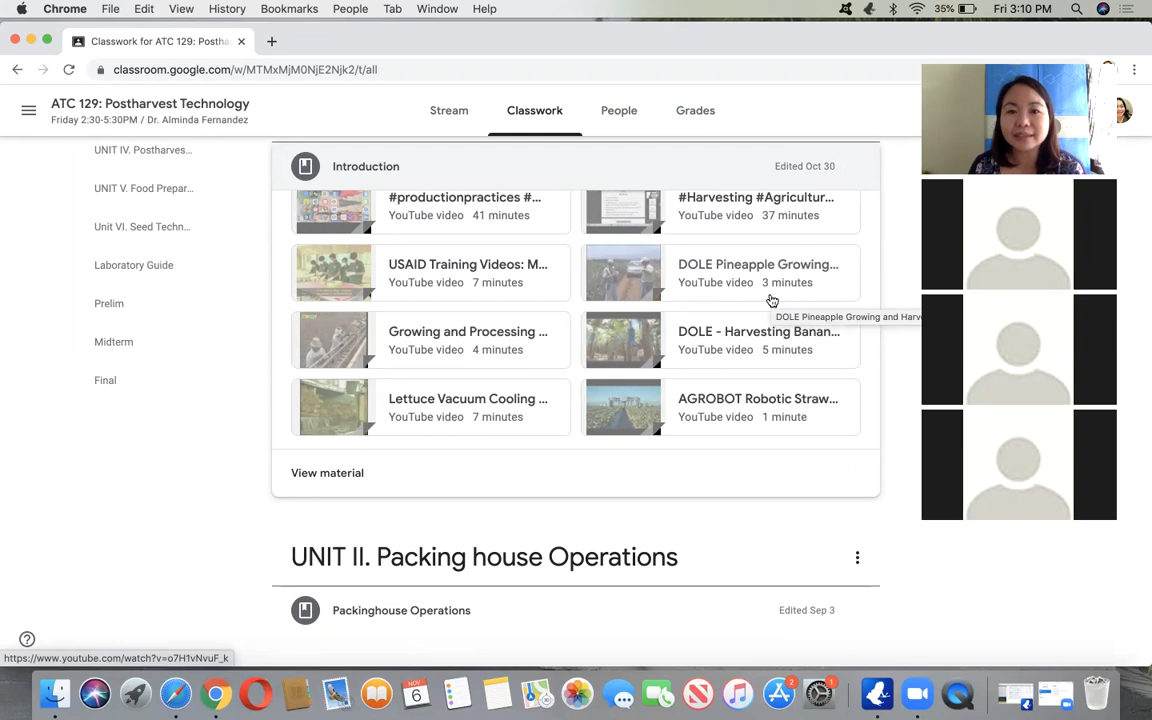 Chrome File Edit View History Bookmarks People Tab Window Help 35% Fri 3:10 PM
Classwork for ATC 129: Postha
classroom.google.com/w/MTMxMjM0NjE2Njk2/t/all
ATC 129: Postharvest Technology
Friday 2:30-5:30PM / Dr. Alminda Fernandez
Stream Classwork People Grades
UNIT IV. Postharves...
UNIT V. Food Prepar...
Unit VI. Seed Techn...
Laboratory Guide
Prelim
Midterm
Final
Introduction Edited Oct 30
#productionpractices #...
YouTube video 41 minutes
#Harvesting #Agricultur...
YouTube video 37 minutes
USAID Training Videos: M...
YouTube video 7 minutes
DOLE Pineapple Growing...
YouTube video 3 minutes
DOLE Pineapple Growing and Harv
Growing and Processing ...
YouTube video 4 minutes
DOLE - Harvesting Banan...
YouTube video 5 minutes
Lettuce Vacuum Cooling ...
YouTube video 7 minutes
AGROBOT Robotic Straw...
YouTube video 1 minute
View material
UNIT II. Packing house Operations
Packinghouse Operations Edited Sep 3
https://www.youtube.com/watch?v=o7H1vNvuF_k
NOV
6
2
1